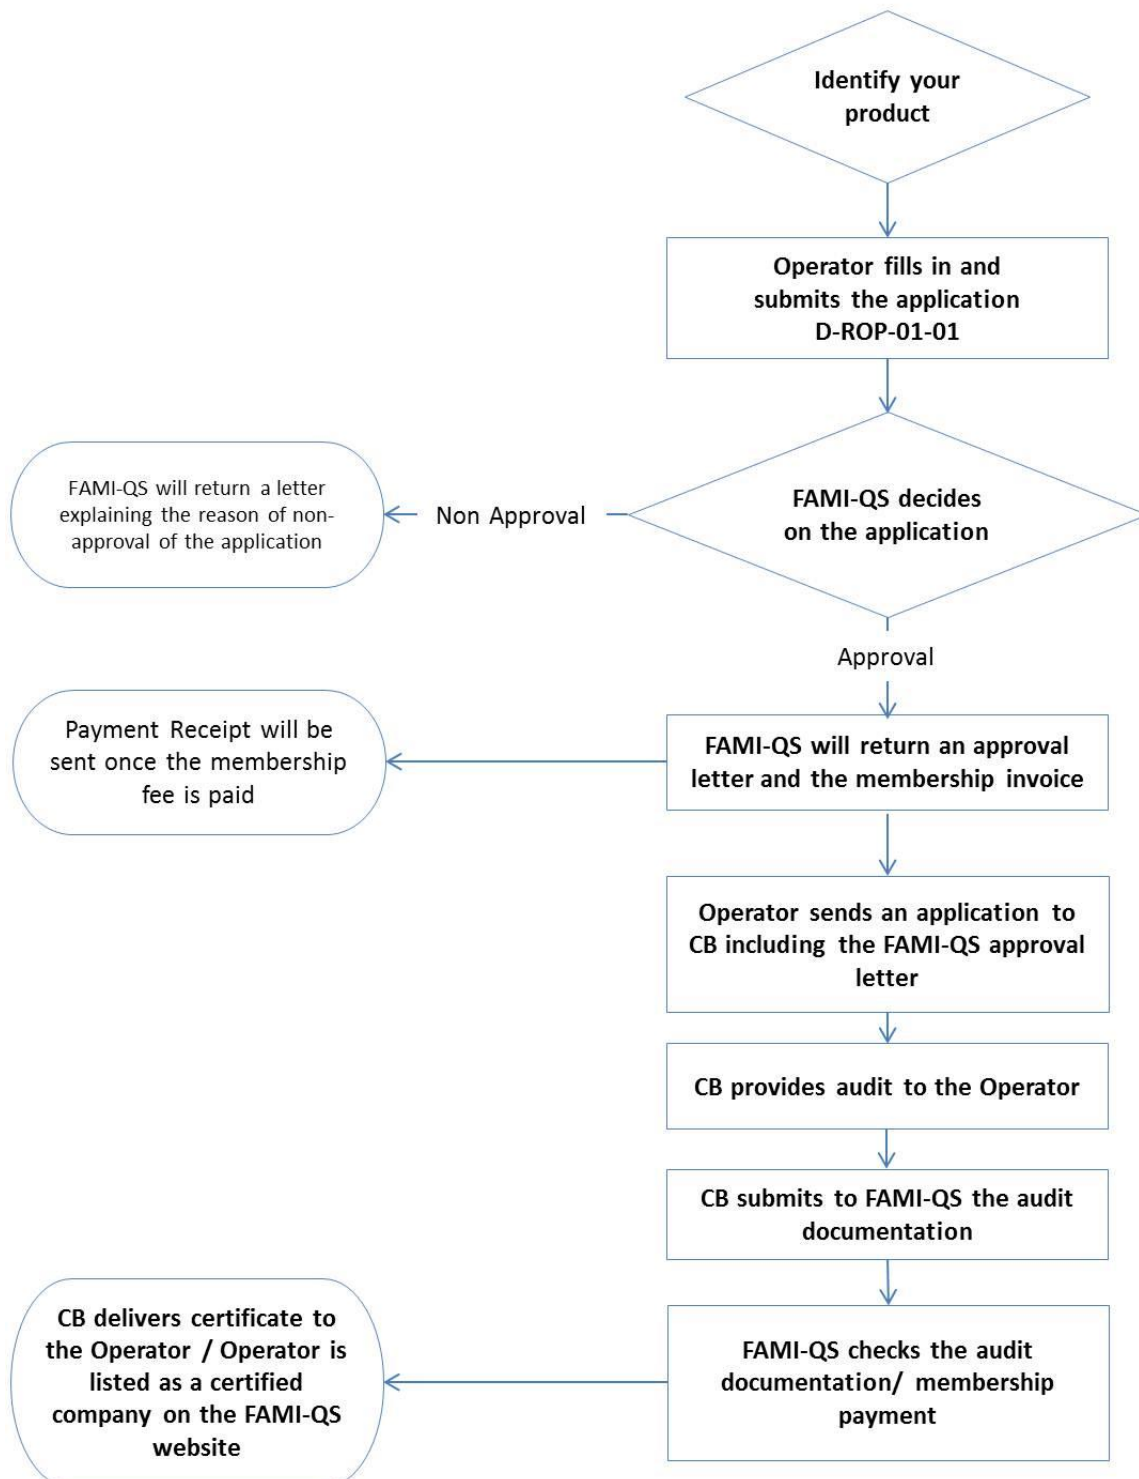 Identify your
product
Operator fills in and
submits the application
D-ROP-01-01
FAMI-QS decides
on the application
Non Approval
FAMI-QS will return a letter
explaining the reason of non-
approval of the application
Approval
FAMI-QS will return an approval
letter and the membership invoice
Payment Receipt will be
sent once the membership
fee is paid
Operator sends an application to
CB including the FAMI-QS approval
letter
CB provides audit to the Operator
CB submits to FAMI-QS the audit
documentation
FAMI-QS checks the audit
documentation/ membership
payment
CB delivers certificate to
the Operator / Operator is
listed as a certified
company on the FAMI-QS
website